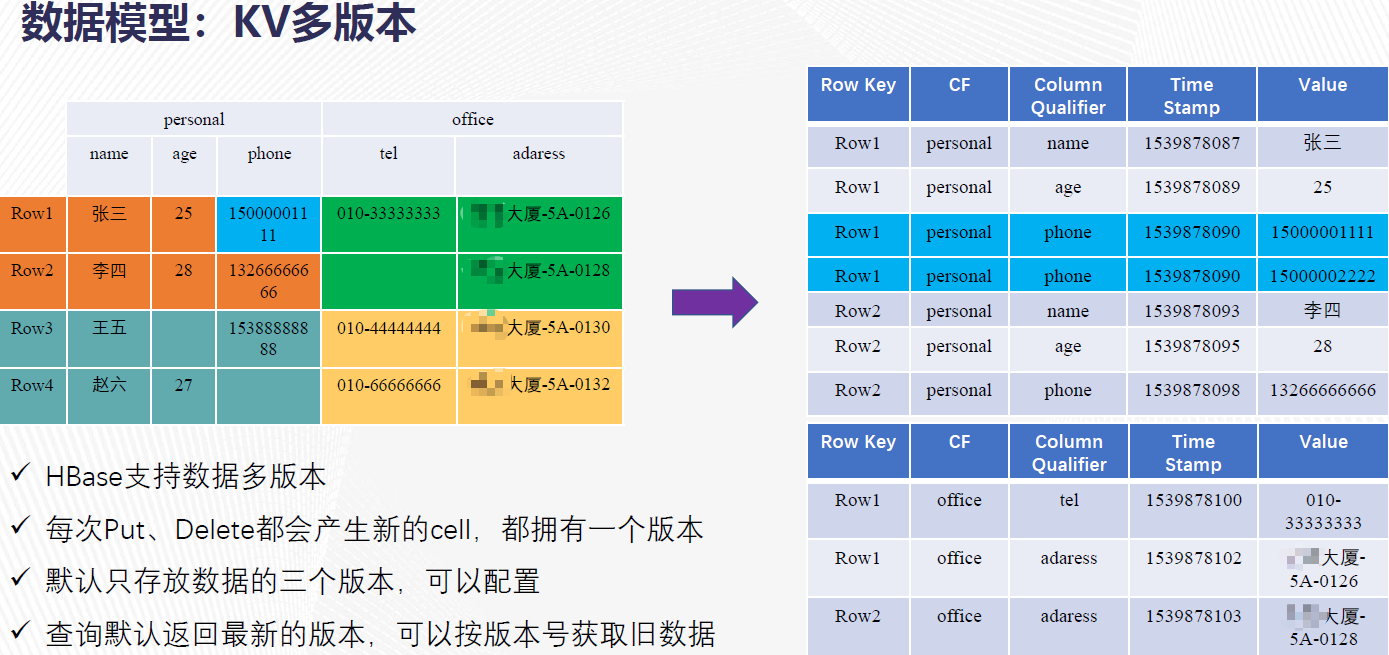 数据模型：KV多版本
personal office
name age phone tel adaress
Row1 张三 25 150000011 010-33333333 大厦-5A-0126
11
Row2 李四 28 132666666 大厦-5A-0128
66
Row3 王五 153888888 010-44444444 大厦-5A-0130
88
Row4 赵六 27 010-66666666 大厦-5A-0132
HBase支持数据多版本
每次Put、Delete都会产生新的cell，都拥有一个版本
默认只存放数据的三个版本，可以配置
查询默认返回最新的版本，可以按版本号获取旧数据
Row Key CF Column Time Value
Qualifier Stamp
Row1 personal name 1539878087 张三
Row1 personal age 1539878089 25
Row1 personal phone 1539878090 15000001111
Row1 personal phone 1539878090 15000002222
Row2 personal name 1539878093 李四
Row2 personal age 1539878095 28
Row2 personal phone 1539878098 13266666666
Row Key CF Column Time Value
Qualifier Stamp
Row1 office tel 1539878100 010-
33333333
Row1 office adaress 1539878102 大厦-
5A-0126
Row2 office adaress 1539878103 大厦-
5A-0128